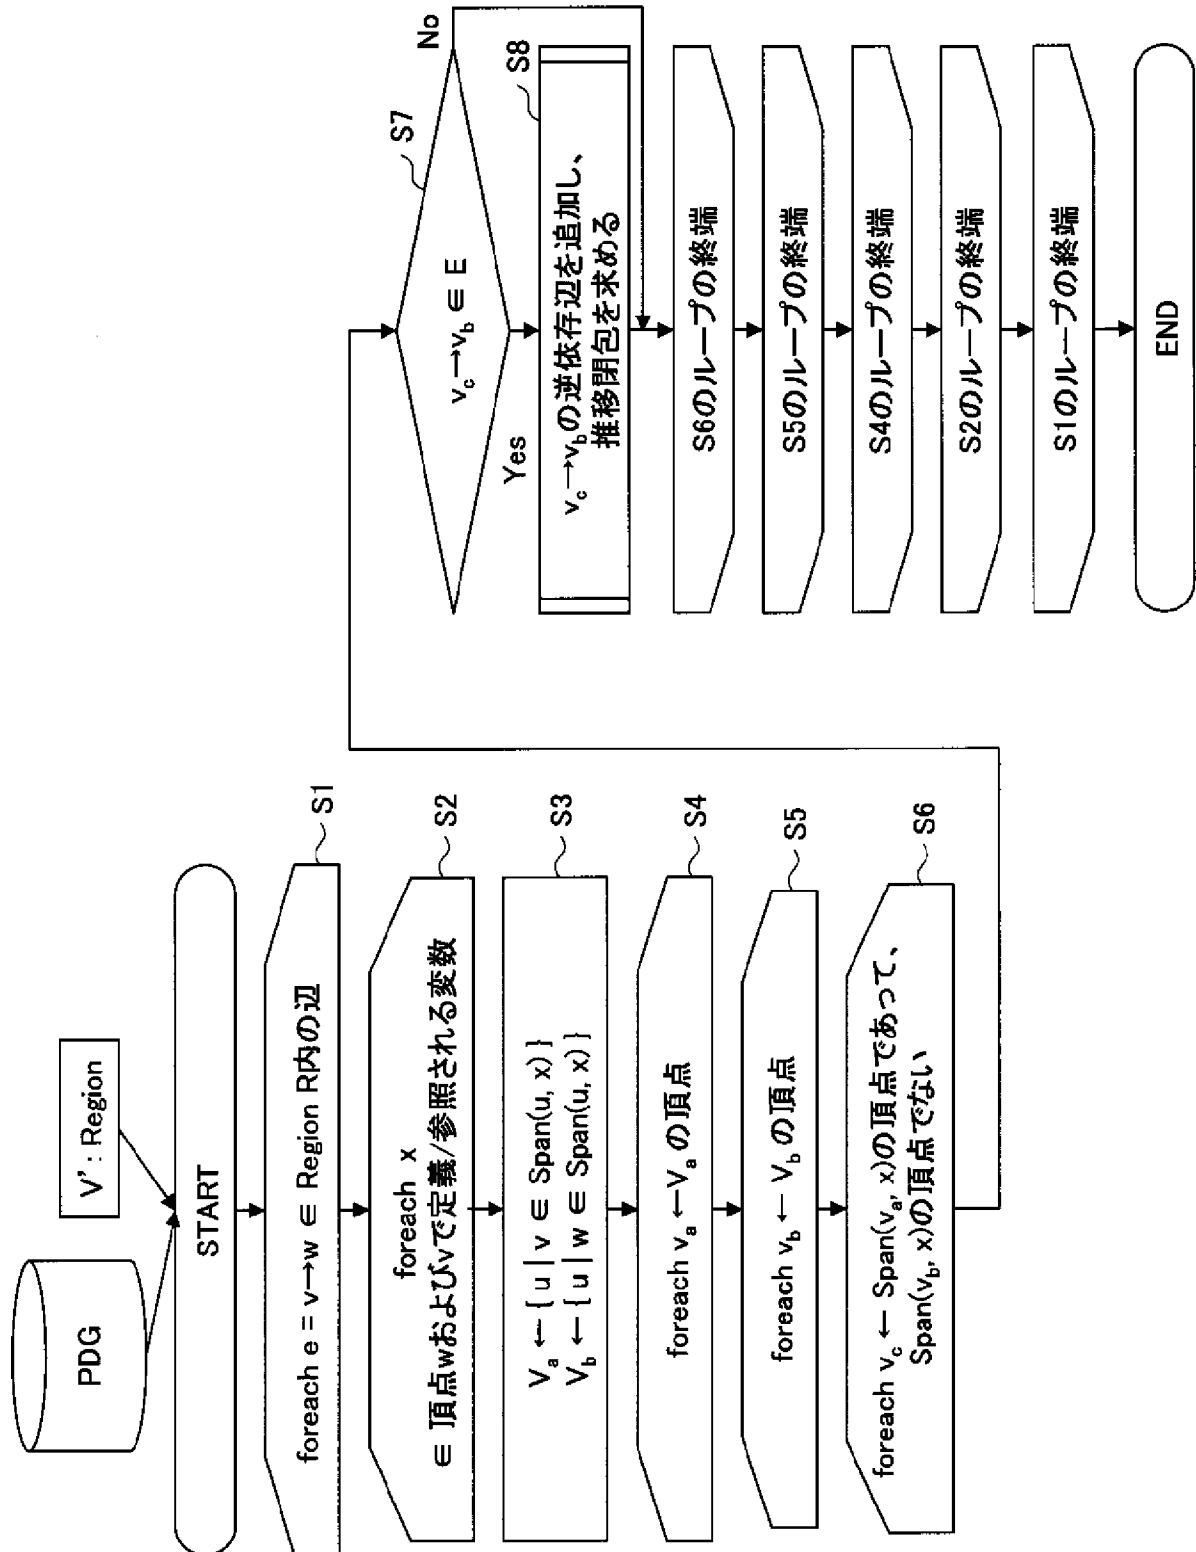 PDG
V' : Region
START
foreach e = v→w ∈ Region R内の辺
S1
foreach x
∈ 頂点wおよびvで定義/参照される変数
S2
V_a ← { u | v ∈ Span(u, x) }
V_b ← { u | w ∈ Span(u, x) }
S3
foreach v_a ← V_a の頂点
S4
foreach v_b ← V_b の頂点
S5
foreach v_c ← Span(v_a, x)の頂点であって、
Span(v_b, x)の頂点でない
S6
v_c → v_b ∈ E
S7
No
Yes
v_c → v_bの逆依存辺を追加し、
推移閉包を求める
S8
S6のループの終端
S5のループの終端
S4のループの終端
S2のループの終端
S1のループの終端
END